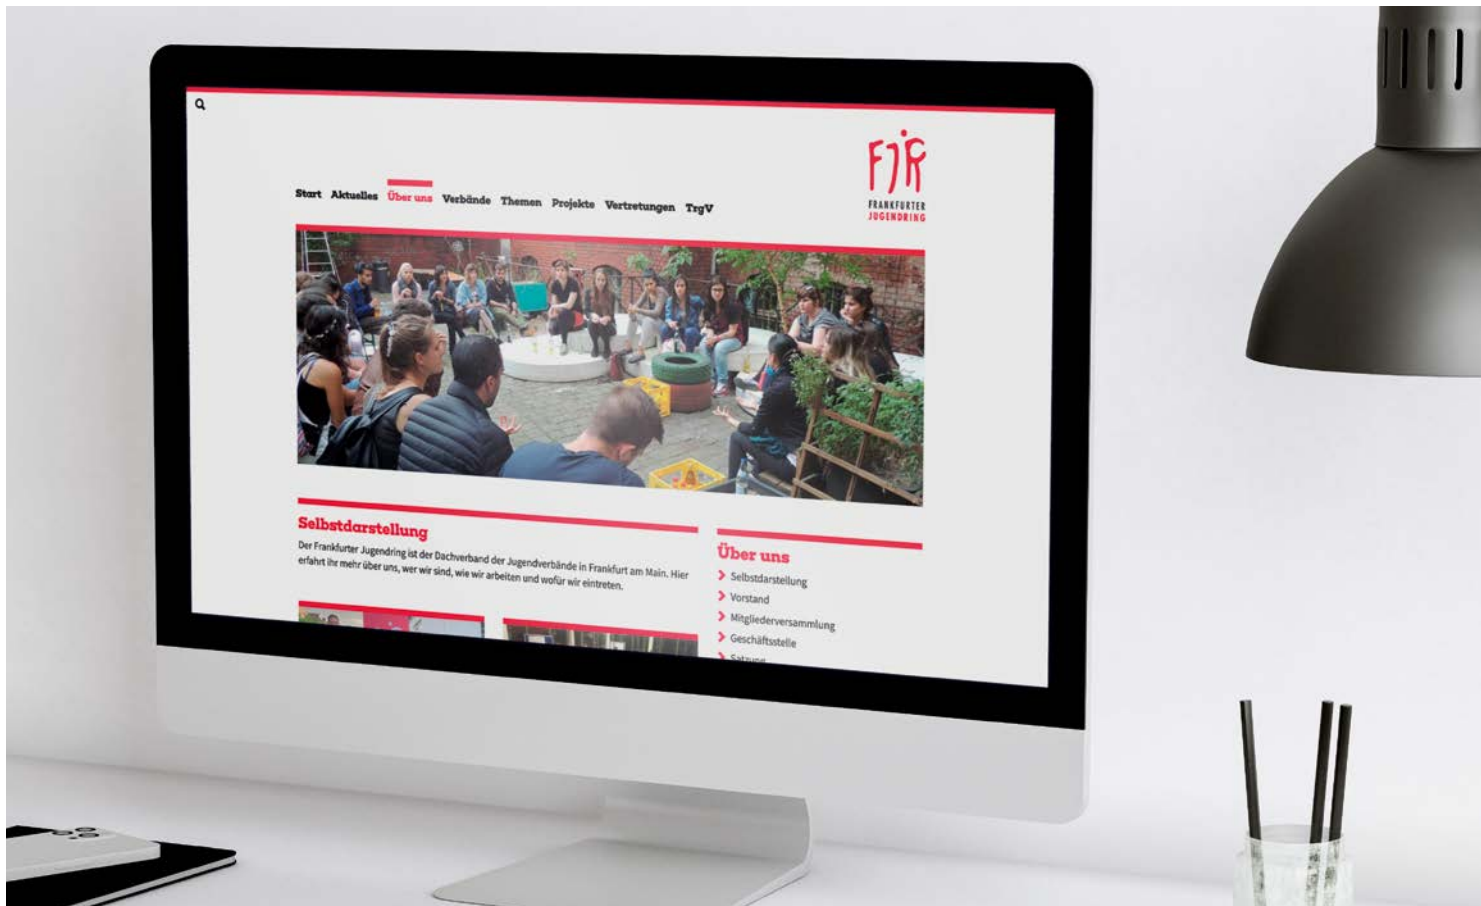 FJR
FRANKFURTER
JUGENDRING
Start Aktuelles Über uns Verbände Themen Projekte Vertretungen TrgV
Selbstdarstellung
Der Frankfurter Jugendring ist der Dachverband der Jugendverbände in Frankfurt am Main. Hier
erfahrt ihr mehr über uns, wer wir sind, wie wir arbeiten und wofür wir eintreten.
Über uns
Selbstdarstellung
Vorstand
Mitgliederversammlung
Geschäftsstelle
Satzung